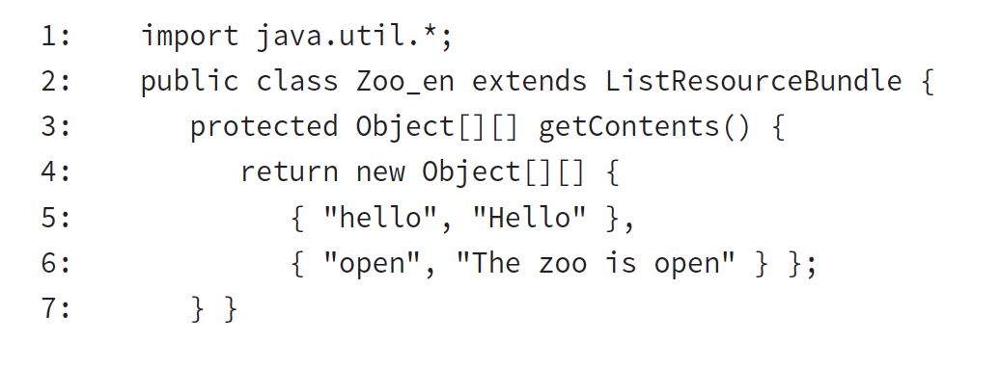 1:    import java.util.*;
2:    public class Zoo_en extends ListResourceBundle {
3:       protected Object[][] getContents() {
4:          return new Object[][] {
5:             { "hello", "Hello" },
6:             { "open", "The zoo is open" } };
7:       } }